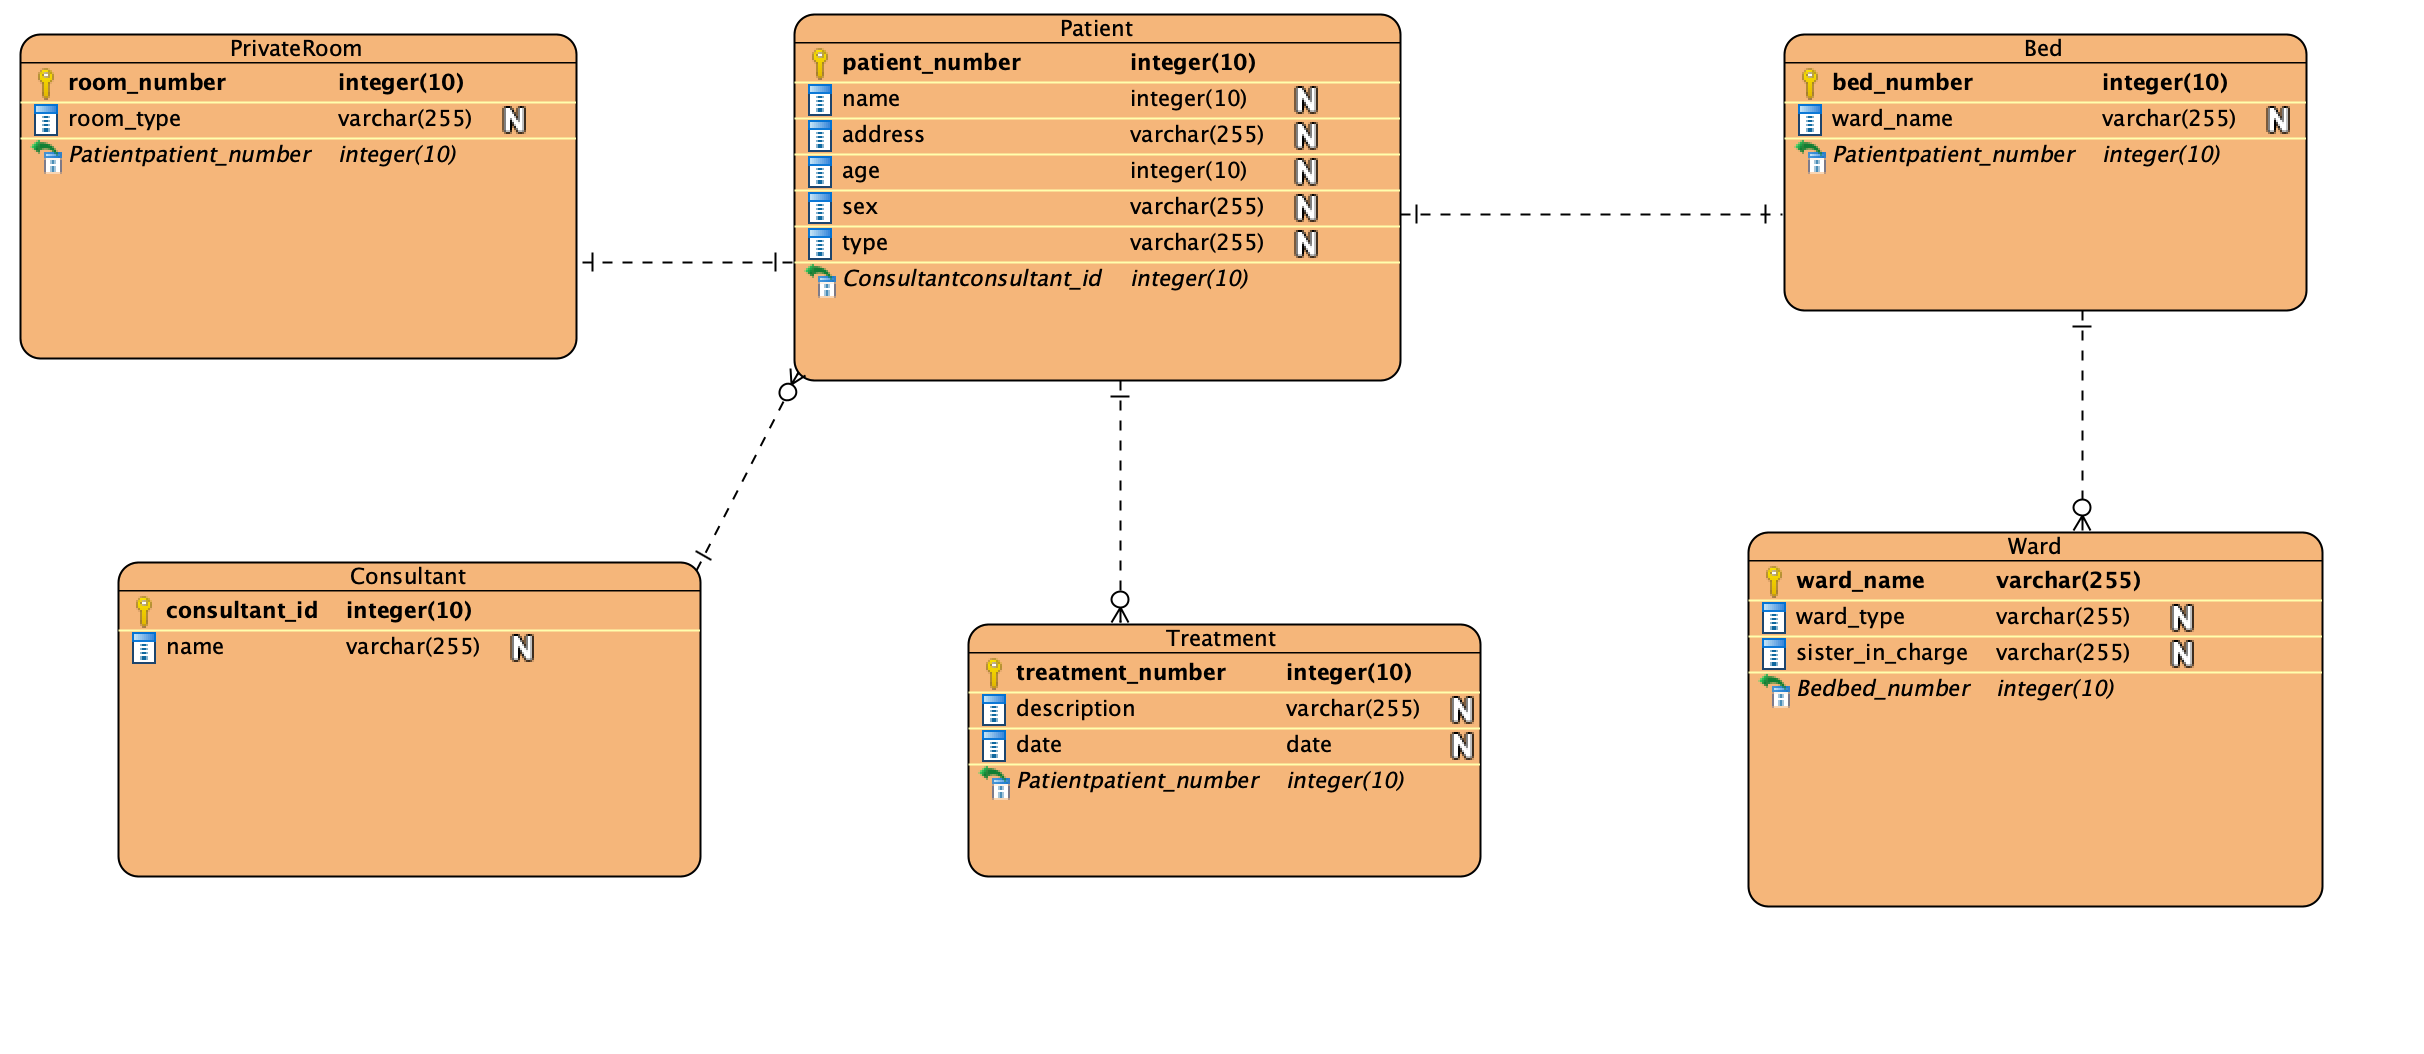 PrivateRoom
room_number integer(10)
room_type varchar(255) N
Patientpatient_number integer(10)
Patient
patient_number integer(10)
name integer(10) N
address varchar(255) N
age integer(10) N
sex varchar(255) N
type varchar(255) N
Consultantconsultant_id integer(10)
Bed
bed_number integer(10)
ward_name varchar(255) N
Patientpatient_number integer(10)
Consultant
consultant_id integer(10)
name varchar(255) N
Treatment
treatment_number integer(10)
description varchar(255) N
date date N
Patientpatient_number integer(10)
Ward
ward_name varchar(255)
ward_type varchar(255) N
sister_in_charge varchar(255) N
Bedbed_number integer(10)